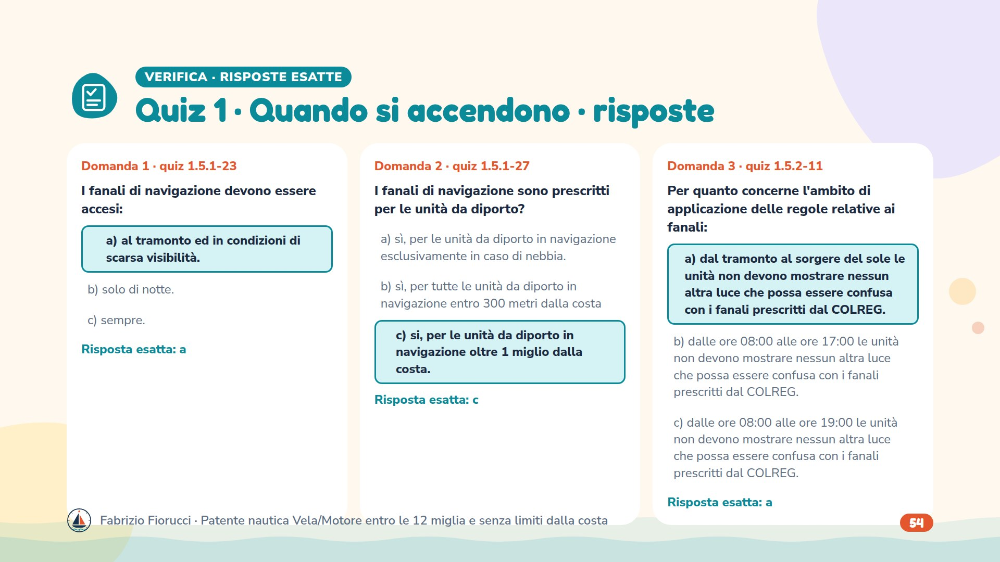 VERIFICA · RISPOSTE ESATTE
Quiz 1 · Quando si accendono · risposte
Domanda 1 · quiz 1.5.1-23
I fanali di navigazione devono essere
accesi:
a) al tramonto ed in condizioni di
scarsa visibilità.
b) solo di notte.
c) sempre.
Risposta esatta: a
Domanda 2 · quiz 1.5.1-27
I fanali di navigazione sono prescritti
per le unità da diporto?
a) sì, per le unità da diporto in navigazione
esclusivamente in caso di nebbia.
b) sì, per tutte le unità da diporto in
navigazione entro 300 metri dalla costa
c) si, per le unità da diporto in
navigazione oltre 1 miglio dalla
costa.
Risposta esatta: c
Domanda 3 · quiz 1.5.2-11
Per quanto concerne l'ambito di
applicazione delle regole relative ai
fanali:
a) dal tramonto al sorgere del sole le
unità non devono mostrare nessun
altra luce che possa essere confusa
con i fanali prescritti dal COLREG.
b) dalle ore 08:00 alle ore 17:00 le unità
non devono mostrare nessun altra luce
che possa essere confusa con i fanali
prescritti dal COLREG.
c) dalle ore 08:00 alle ore 19:00 le unità
non devono mostrare nessun altra luce
che possa essere confusa con i fanali
prescritti dal COLREG.
Risposta esatta: a
Fabrizio Fiorucci · Patente nautica Vela/Motore entro le 12 miglia e senza limiti dalla costa
54